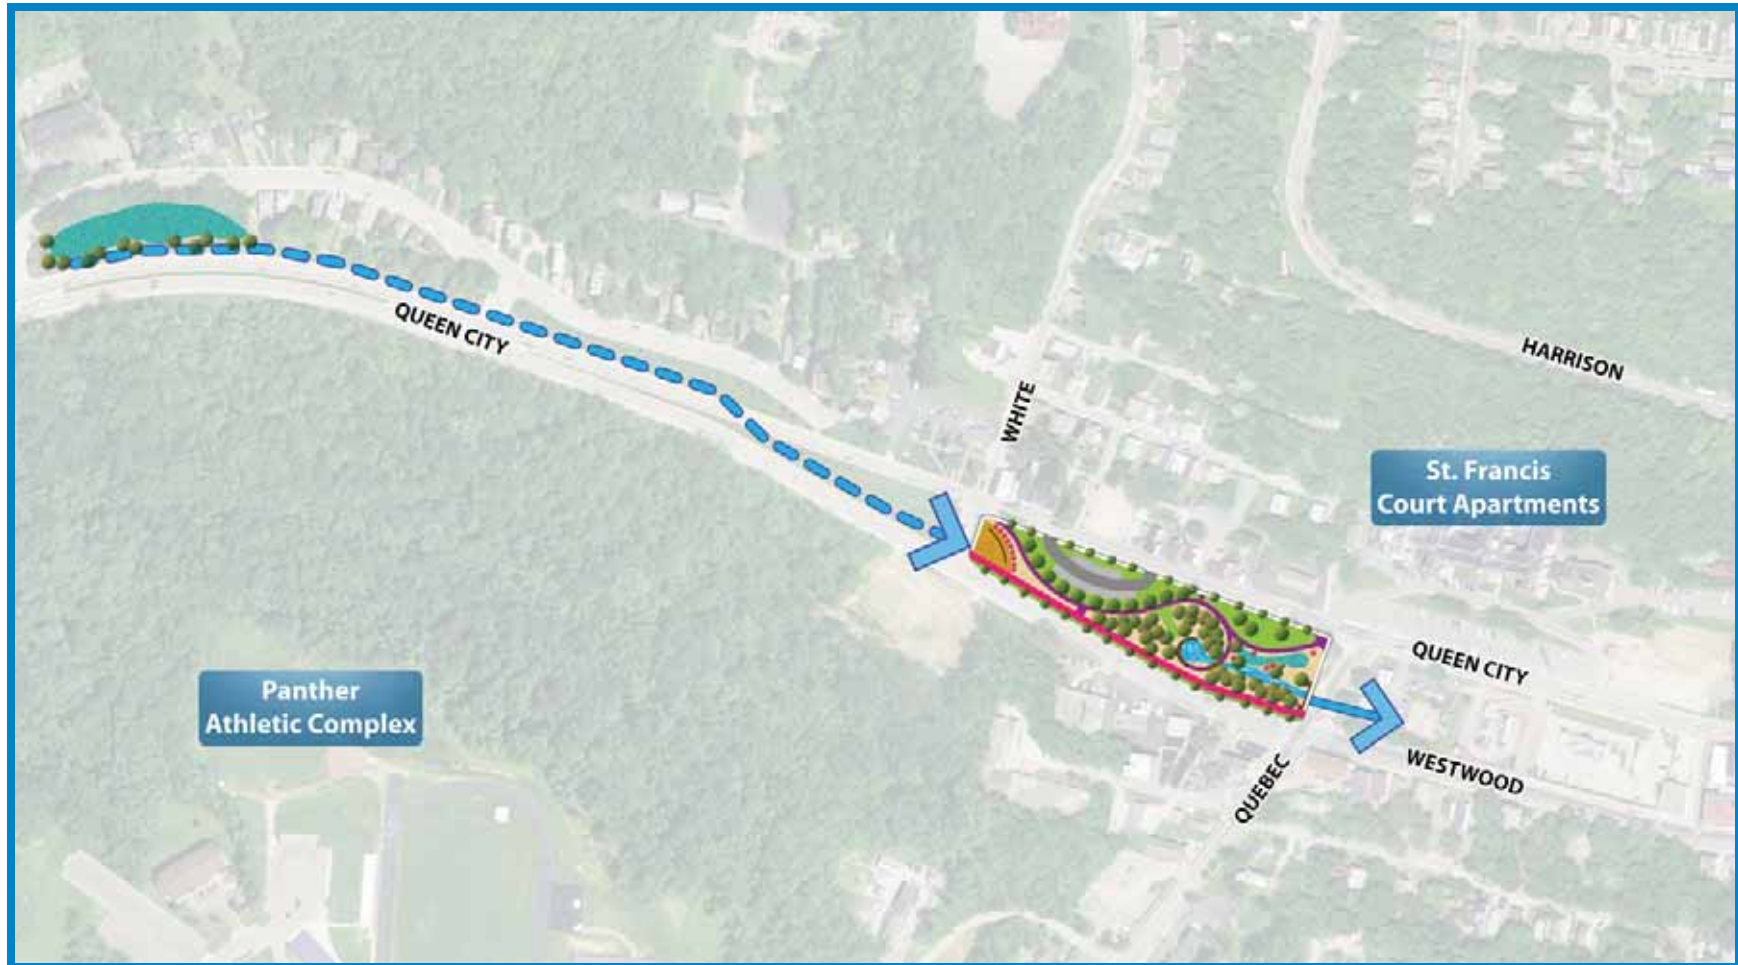 QUEEN CITY
HARRISON
WHITE
St. Francis
Court Apartments
QUEEN CITY
Panther
Athletic Complex
WESTWOOD
QUEBEC